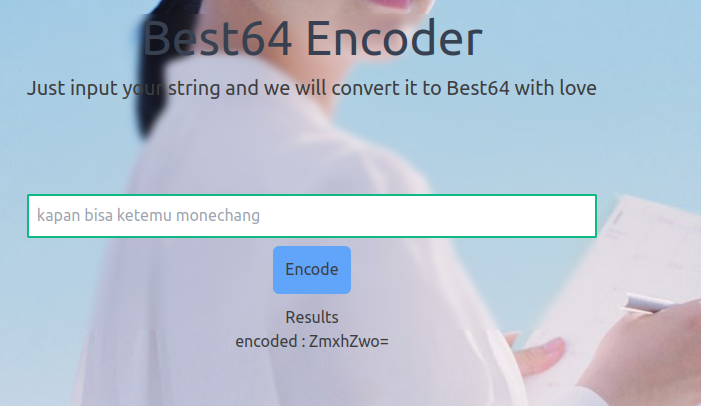 Best64 Encoder
Just input your string and we will convert it to Best64 with love
kapan bisa ketemu monechang
Encode
Results
encoded : ZmxhZwo=